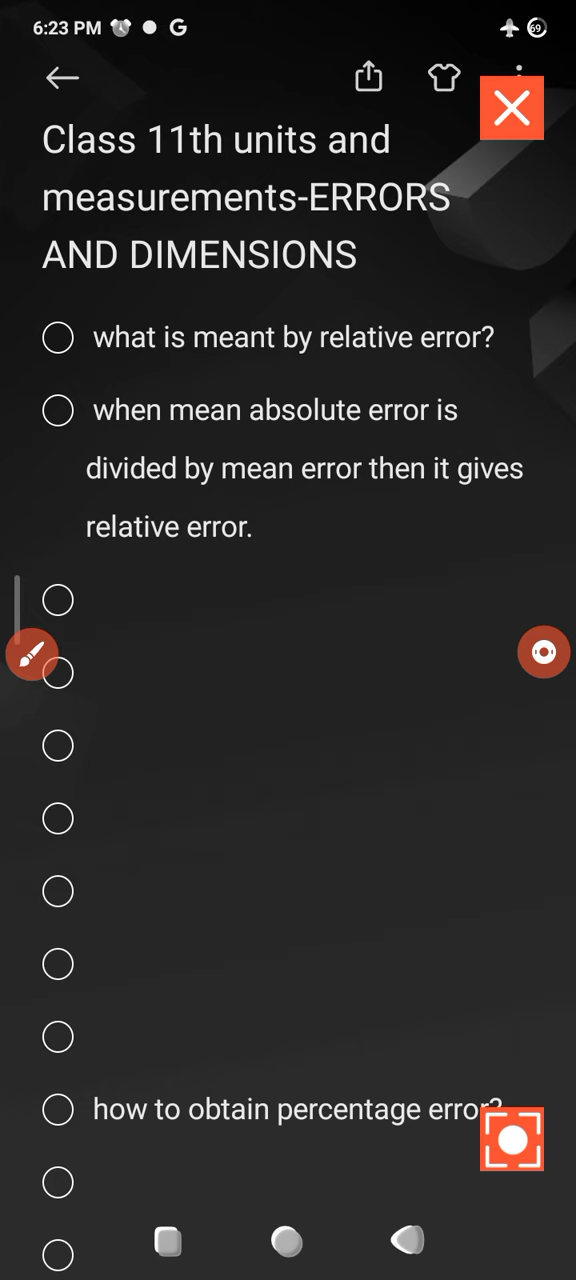 6:23 PM G 69
Class 11th units and
measurements-ERRORS
AND DIMENSIONS
what is meant by relative error?
when mean absolute error is
divided by mean error then it gives
relative error.
how to obtain percentage error?